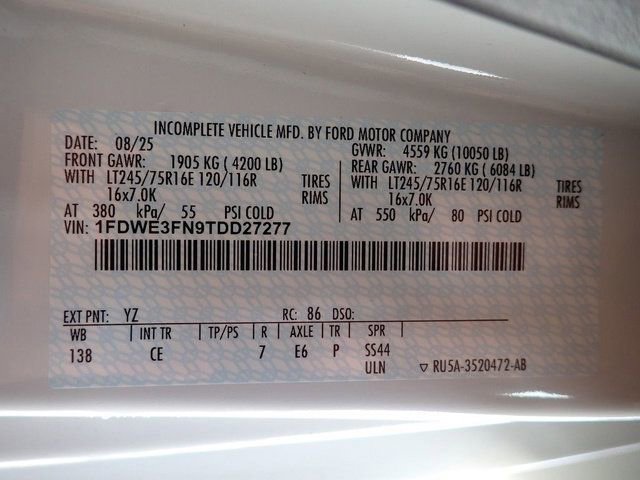 INCOMPLETE VEHICLE MFD. BY FORD MOTOR COMPANY
DATE: 08/25 GVWR: 4559 KG (10050 LB)
FRONT GAWR: 1905 KG ( 4200 LB) REAR GAWR: 2760 KG ( 6084 LB)
WITH LT245/75R16E 120/116R TIRES WITH LT245/75R16E 120/116R TIRES
16x7.0K RIMS 16x7.0K RIMS
AT 380 kPa/ 55 PSI COLD AT 550 kPa/ 80 PSI COLD
VIN: 1FDWE3FN9TDD27277
EXT PNT: YZ RC: 86 DSO:
WB INT TR TP/PS R AXLE TR SPR
138 CE 7 E6 P SS44
ULN ▽ RU5A-3520472-AB